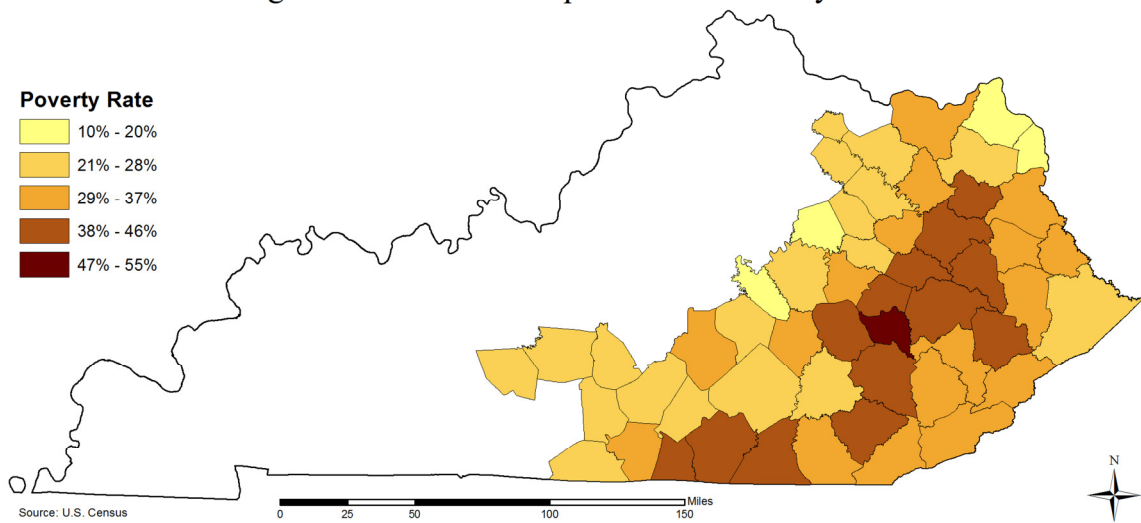 Poverty Rate
10% - 20%
21% - 28%
29% - 37%
38% - 46%
47% - 55%
N
Miles
0 25 50 100 150
Source: U.S. Census